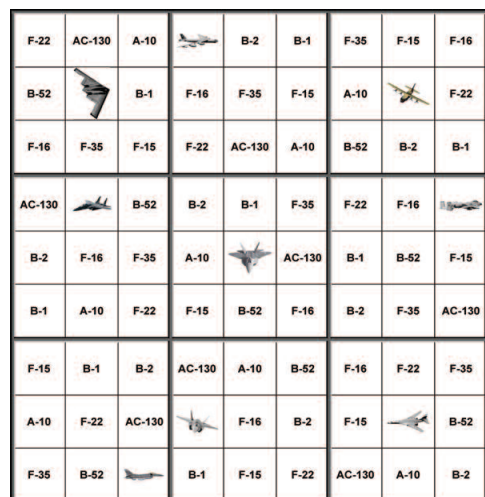 F-22 AC-130 A-10 B-2 B-1 F-35 F-15 F-16
B-52 B-1 F-16 F-35 F-15 A-10 F-22
F-16 F-35 F-15 F-22 AC-130 A-10 B-52 B-2 B-1
AC-130 B-52 B-2 B-1 F-35 F-22 F-16
B-2 F-16 F-35 A-10 AC-130 B-1 B-52 F-15
B-1 A-10 F-22 F-15 B-52 F-16 B-2 F-35 AC-130
F-15 B-1 B-2 AC-130 A-10 B-52 F-16 F-22 F-35
A-10 F-22 AC-130 F-16 B-2 F-15 B-52
F-35 B-52 B-1 F-15 F-22 AC-130 A-10 B-2